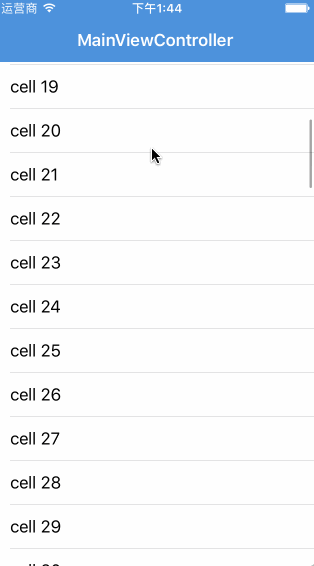 运营商 下午1:44
MainViewController
cell 19
cell 20
cell 21
cell 22
cell 23
cell 24
cell 25
cell 26
cell 27
cell 28
cell 29